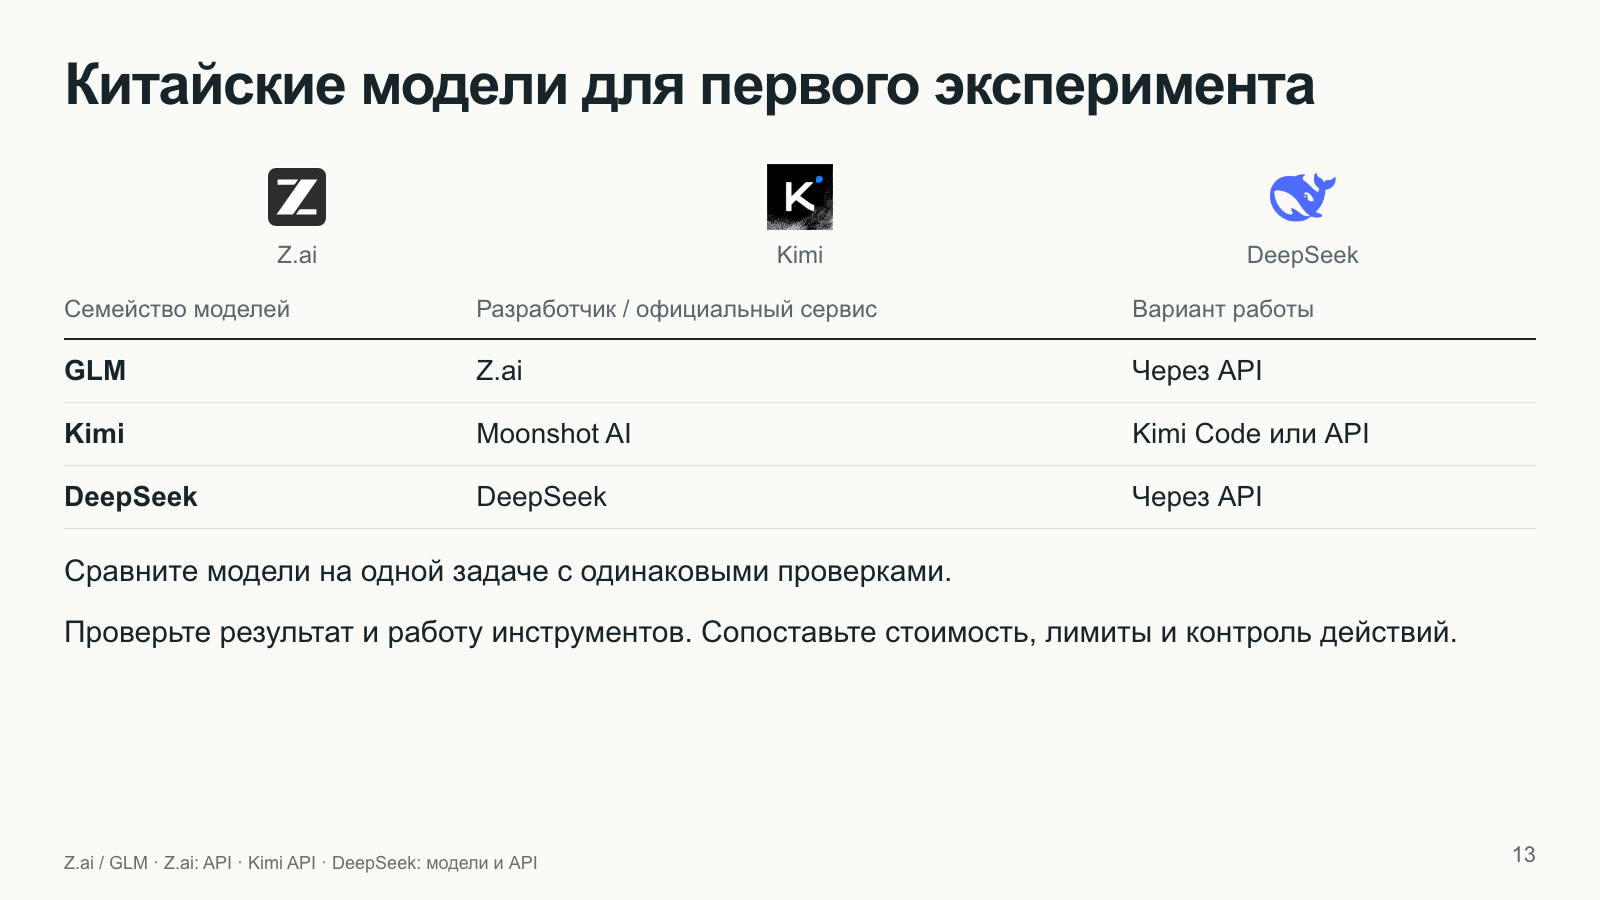 Китайские модели для первого эксперимента
Z.ai
Kimi
DeepSeek
Семейство моделей Разработчик / официальный сервис Вариант работы
GLM Z.ai Через API
Kimi Moonshot AI Kimi Code или API
DeepSeek DeepSeek Через API
Сравните модели на одной задаче с одинаковыми проверками.
Проверьте результат и работу инструментов. Сопоставьте стоимость, лимиты и контроль действий.
Z.ai / GLM · Z.ai: API · Kimi API · DeepSeek: модели и API
13